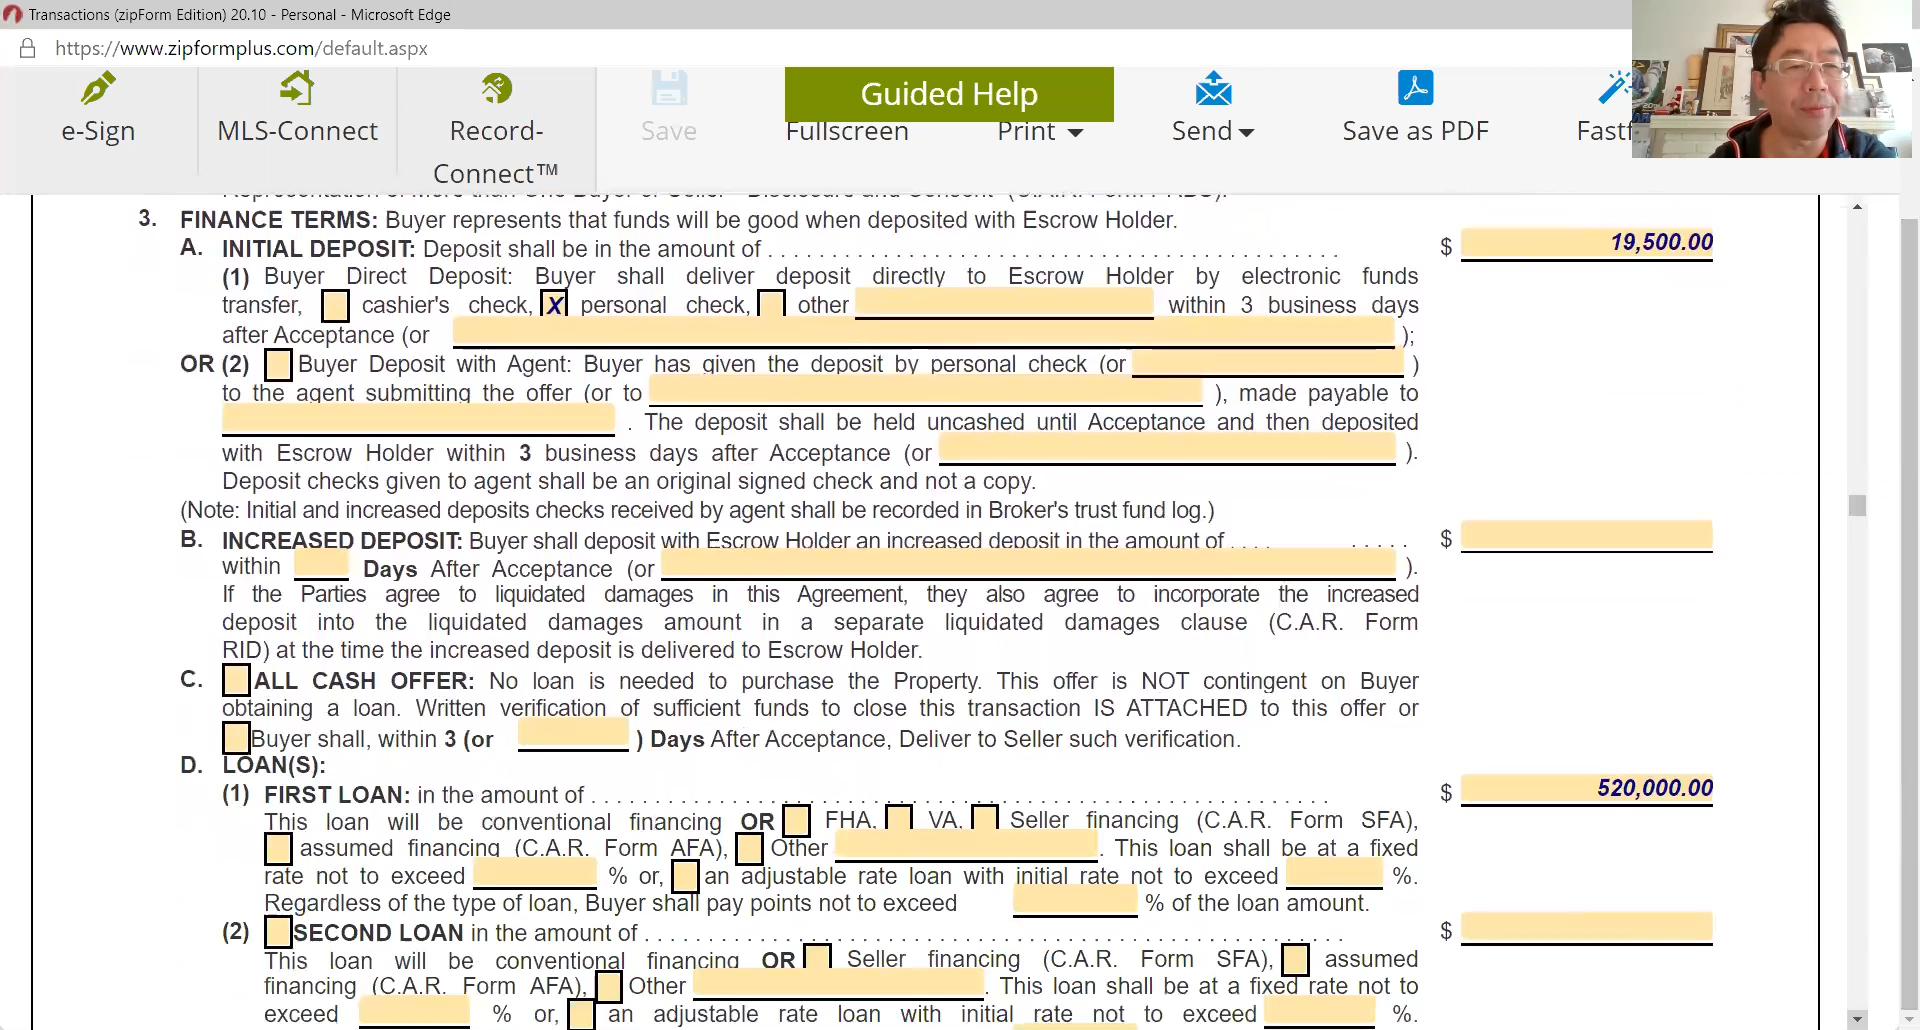 Transactions (zipForm Edition) 20.10 - Personal - Microsoft Edge
https://www.zipformplus.com/default.aspx
e-Sign
MLS-Connect
Record-
Connect™
Save
Guided Help
Fullscreen
Print
Send
Save as PDF
3. FINANCE TERMS: Buyer represents that funds will be good when deposited with Escrow Holder.
A. INITIAL DEPOSIT: Deposit shall be in the amount of . . . . . . . . . . . . . . . . . . . . . . . . . . . . . . . . . . . . . . . . . . . . . $ 19,500.00
(1) Buyer Direct Deposit: Buyer shall deliver deposit directly to Escrow Holder by electronic funds
transfer, cashier's check, X personal check, other within 3 business days
after Acceptance (or );
OR (2) Buyer Deposit with Agent: Buyer has given the deposit by personal check (or )
to the agent submitting the offer (or to ), made payable to
. The deposit shall be held uncashed until Acceptance and then deposited
with Escrow Holder within 3 business days after Acceptance (or ).
Deposit checks given to agent shall be an original signed check and not a copy.
(Note: Initial and increased deposits checks received by agent shall be recorded in Broker's trust fund log.)
B. INCREASED DEPOSIT: Buyer shall deposit with Escrow Holder an increased deposit in the amount of . . . . . . . . . $
within Days After Acceptance (or ).
If the Parties agree to liquidated damages in this Agreement, they also agree to incorporate the increased
deposit into the liquidated damages amount in a separate liquidated damages clause (C.A.R. Form
RID) at the time the increased deposit is delivered to Escrow Holder.
C. ALL CASH OFFER: No loan is needed to purchase the Property. This offer is NOT contingent on Buyer
obtaining a loan. Written verification of sufficient funds to close this transaction IS ATTACHED to this offer or
Buyer shall, within 3 (or ) Days After Acceptance, Deliver to Seller such verification.
D. LOAN(S):
(1) FIRST LOAN: in the amount of . . . . . . . . . . . . . . . . . . . . . . . . . . . . . . . . . . . . . . . . . . . . . . . . . . . . . . . . . . $ 520,000.00
This loan will be conventional financing OR FHA, VA, Seller financing (C.A.R. Form SFA),
assumed financing (C.A.R. Form AFA), Other . This loan shall be at a fixed
rate not to exceed % or, an adjustable rate loan with initial rate not to exceed %.
Regardless of the type of loan, Buyer shall pay points not to exceed % of the loan amount.
(2) SECOND LOAN in the amount of . . . . . . . . . . . . . . . . . . . . . . . . . . . . . . . . . . . . . . . . . . . . . . . . . . . . . . . $
This loan will be conventional financing OR Seller financing (C.A.R. Form SFA), assumed
financing (C.A.R. Form AFA), Other . This loan shall be at a fixed rate not to
exceed % or, an adjustable rate loan with initial rate not to exceed %.